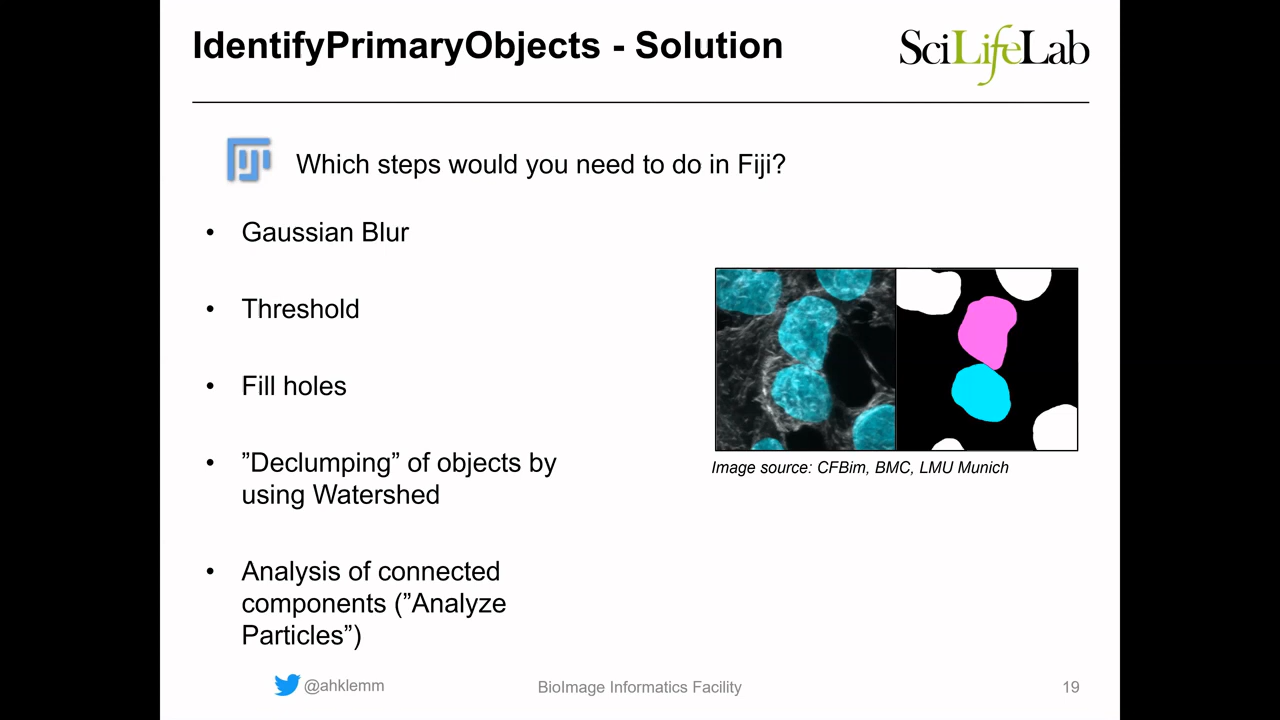 IdentifyPrimaryObjects - Solution
SciLifeLab
Which steps would you need to do in Fiji?
• Gaussian Blur
• Threshold
• Fill holes
• ”Declumping” of objects by
using Watershed
• Analysis of connected
components (”Analyze
Particles”)
Image source: CFBim, BMC, LMU Munich
@ahklemm
BioImage Informatics Facility
19